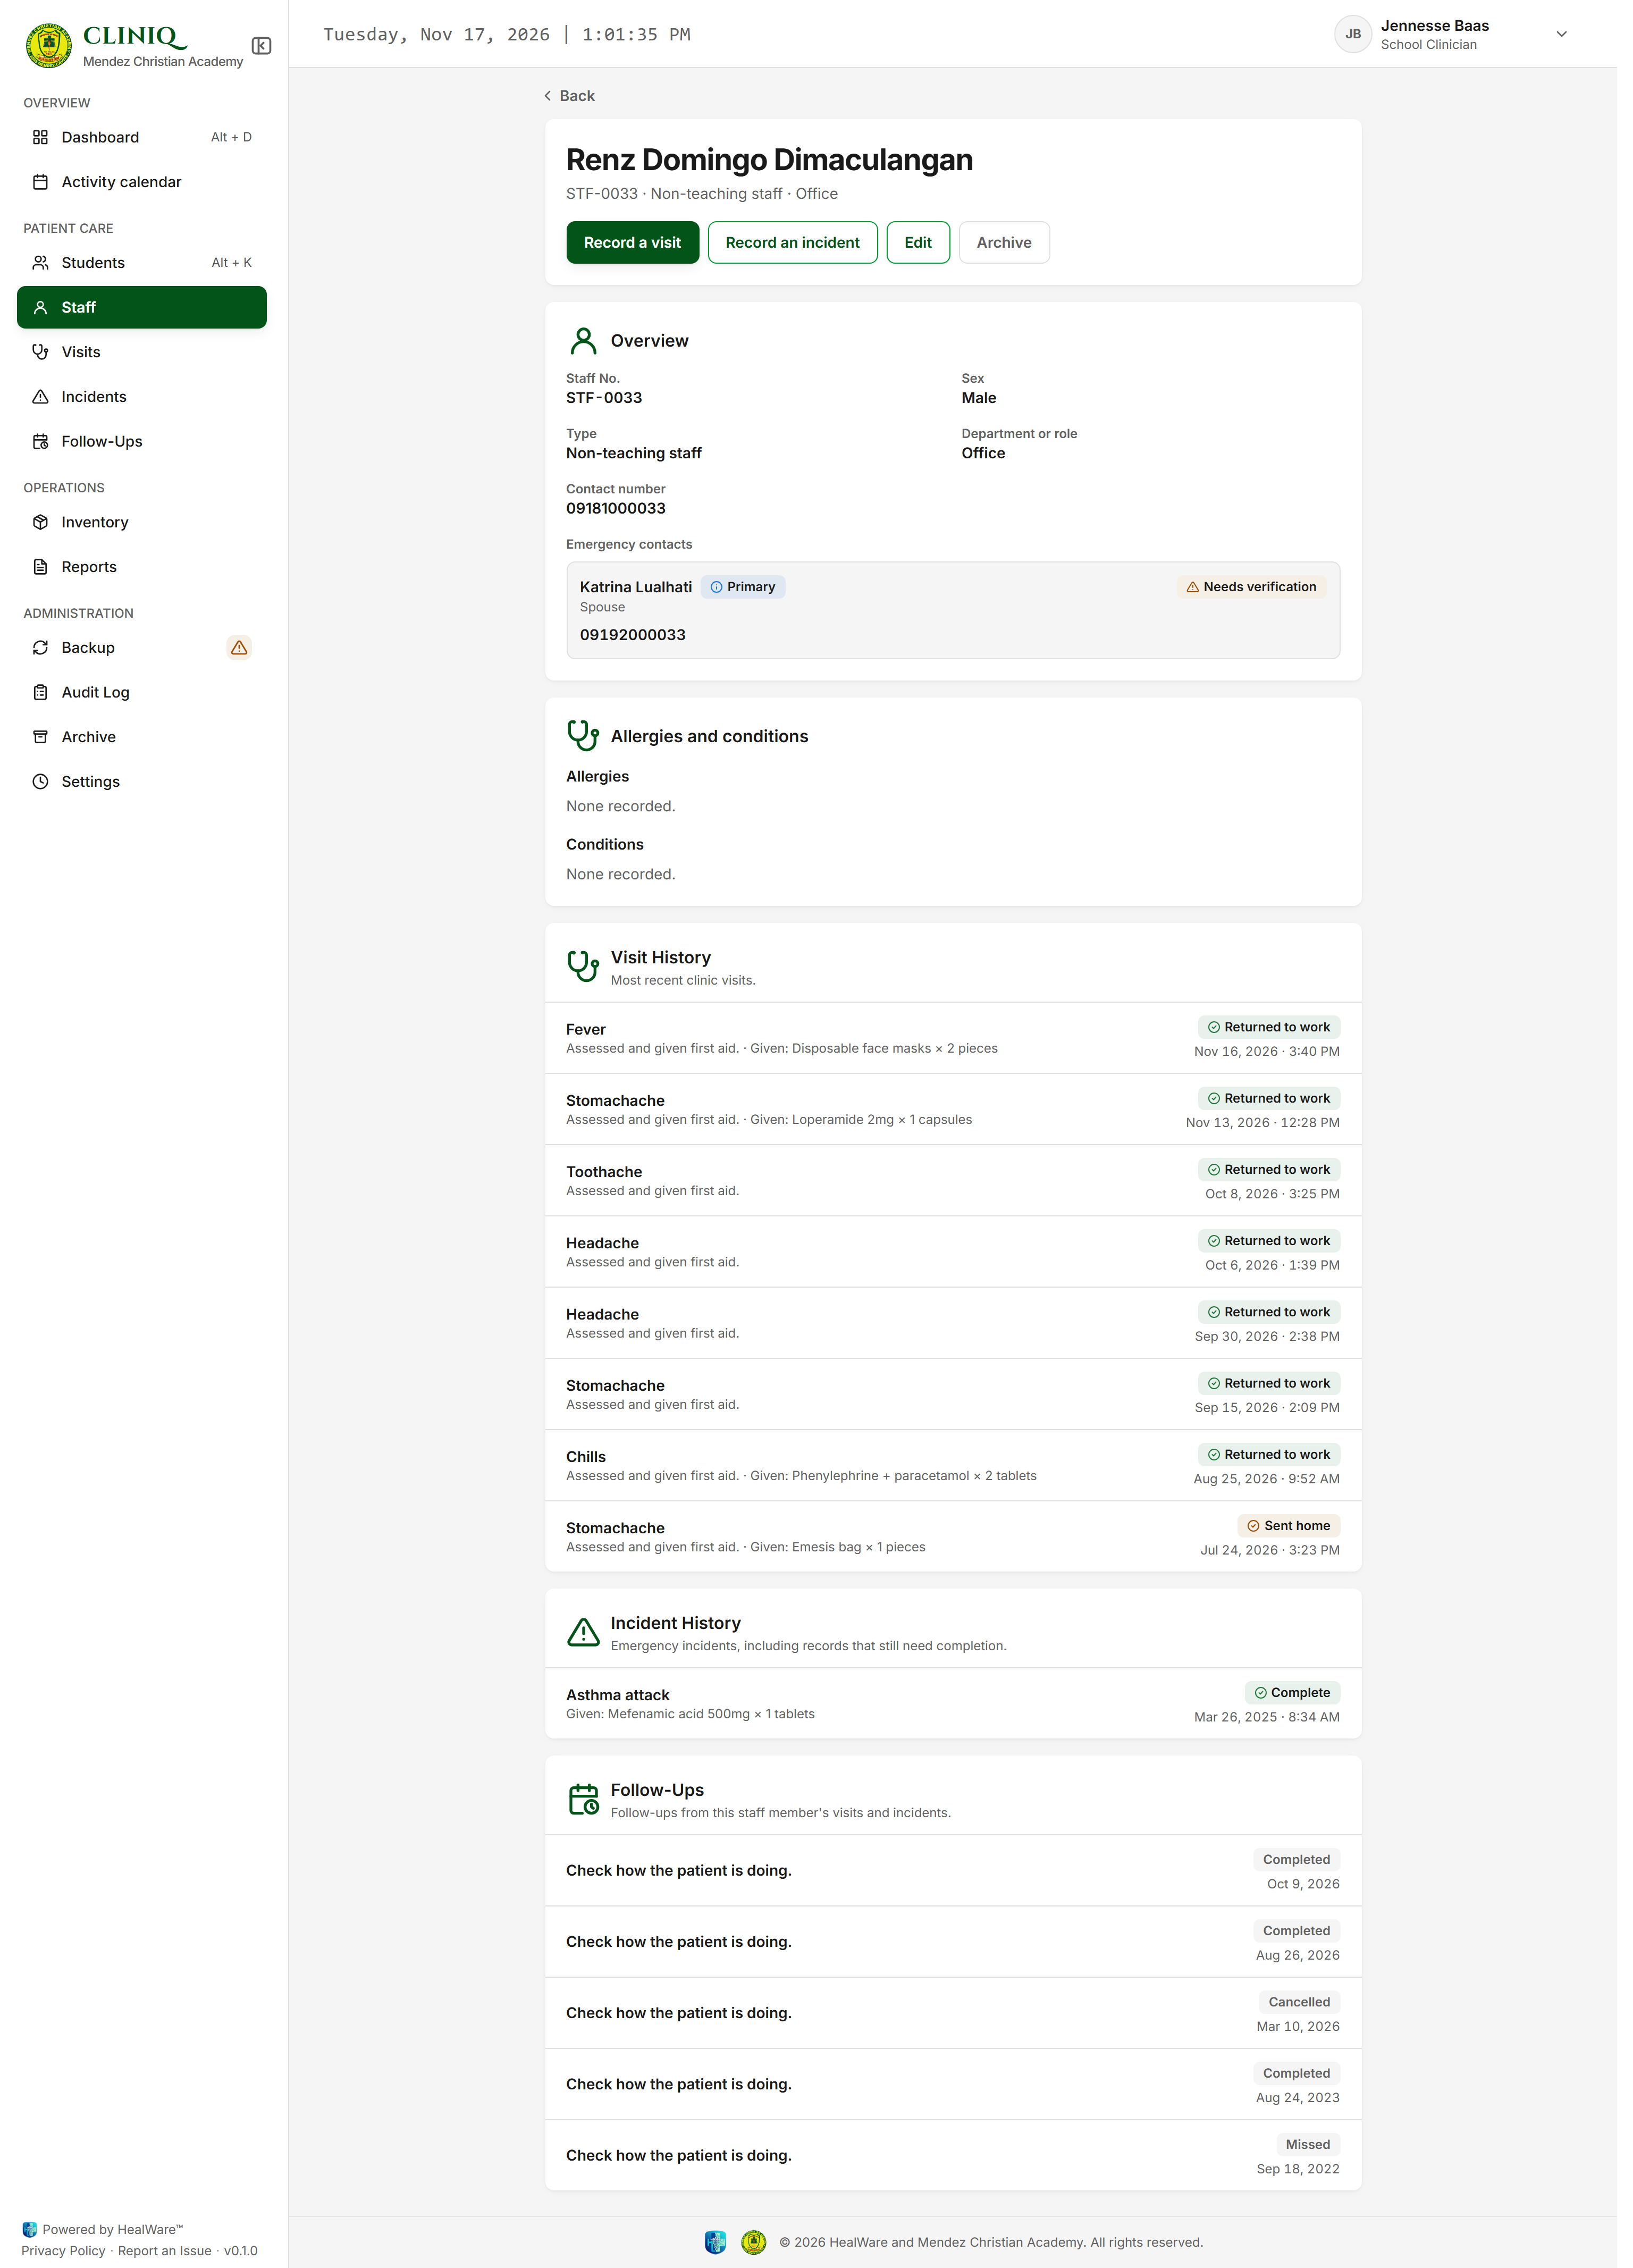 CLINIQ
Mendez Christian Academy
OVERVIEW
Dashboard Alt + D
Activity calendar
PATIENT CARE
Students Alt + K
Staff
Visits
Incidents
Follow-Ups
OPERATIONS
Inventory
Reports
ADMINISTRATION
Backup
Audit Log
Archive
Settings
Powered by HealWare™
Privacy Policy · Report an Issue · v0.1.0
Tuesday, Nov 17, 2026 | 1:01:35 PM
JB
Jennesse Baas
School Clinician
Back
Renz Domingo Dimaculangan
STF-0033 · Non-teaching staff · Office
Record a visit Record an incident Edit Archive
Overview
Staff No. Sex
STF-0033 Male
Type Department or role
Non-teaching staff Office
Contact number
09181000033
Emergency contacts
Katrina Lualhati Primary Needs verification
Spouse
09192000033
Allergies and conditions
Allergies
None recorded.
Conditions
None recorded.
Visit History
Most recent clinic visits.
Fever Returned to work
Assessed and given first aid. · Given: Disposable face masks × 2 pieces Nov 16, 2026 · 3:40 PM
Stomachache Returned to work
Assessed and given first aid. · Given: Loperamide 2mg × 1 capsules Nov 13, 2026 · 12:28 PM
Toothache Returned to work
Assessed and given first aid. Oct 8, 2026 · 3:25 PM
Headache Returned to work
Assessed and given first aid. Oct 6, 2026 · 1:39 PM
Headache Returned to work
Assessed and given first aid. Sep 30, 2026 · 2:38 PM
Stomachache Returned to work
Assessed and given first aid. Sep 15, 2026 · 2:09 PM
Chills Returned to work
Assessed and given first aid. · Given: Phenylephrine + paracetamol × 2 tablets Aug 25, 2026 · 9:52 AM
Stomachache Sent home
Assessed and given first aid. · Given: Emesis bag × 1 pieces Jul 24, 2026 · 3:23 PM
Incident History
Emergency incidents, including records that still need completion.
Asthma attack Complete
Given: Mefenamic acid 500mg × 1 tablets Mar 26, 2025 · 8:34 AM
Follow-Ups
Follow-ups from this staff member's visits and incidents.
Check how the patient is doing. Completed
Oct 9, 2026
Check how the patient is doing. Completed
Aug 26, 2026
Check how the patient is doing. Cancelled
Mar 10, 2026
Check how the patient is doing. Completed
Aug 24, 2023
Check how the patient is doing. Missed
Sep 18, 2022
© 2026 HealWare and Mendez Christian Academy. All rights reserved.